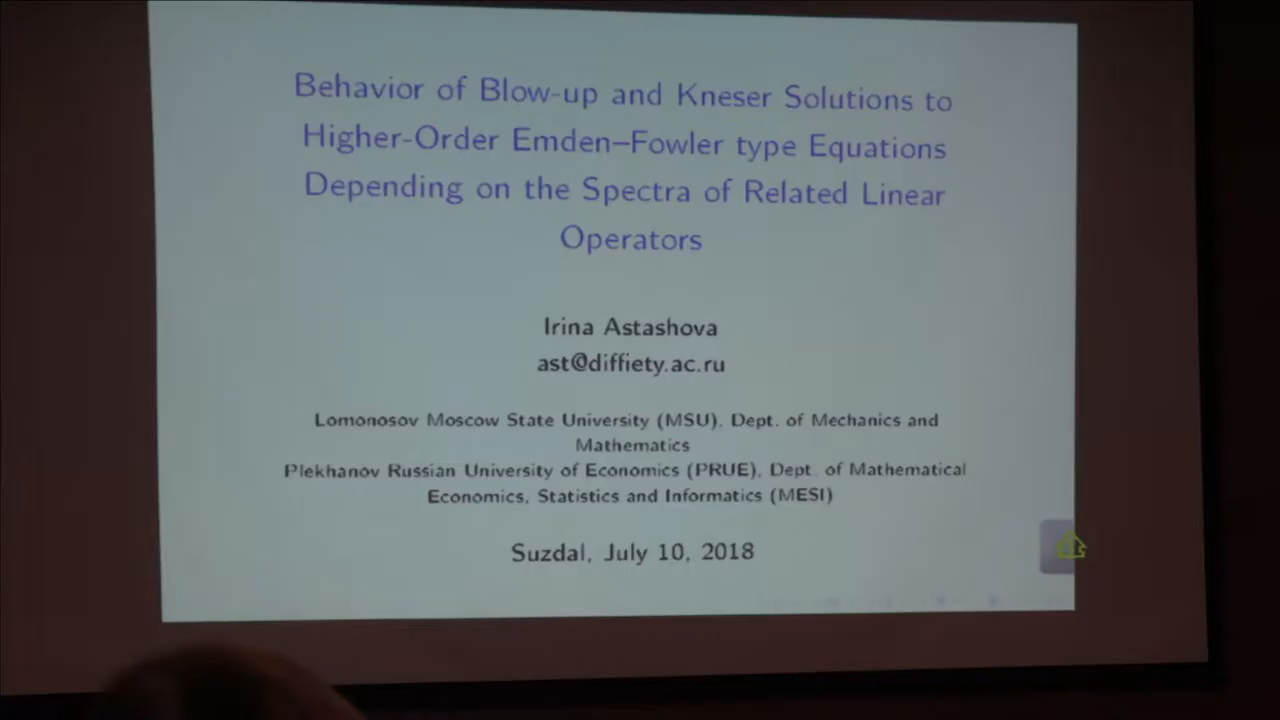 Behavior of Blow-up and Kneser Solutions to
Higher-Order Emden–Fowler type Equations
Depending on the Spectra of Related Linear
Operators
Irina Astashova
ast@diffiety.ac.ru
Lomonosov Moscow State University (MSU), Dept. of Mechanics and
Mathematics
Plekhanov Russian University of Economics (PRUE), Dept. of Mathematical
Economics, Statistics and Informatics (MESI)
Suzdal, July 10, 2018